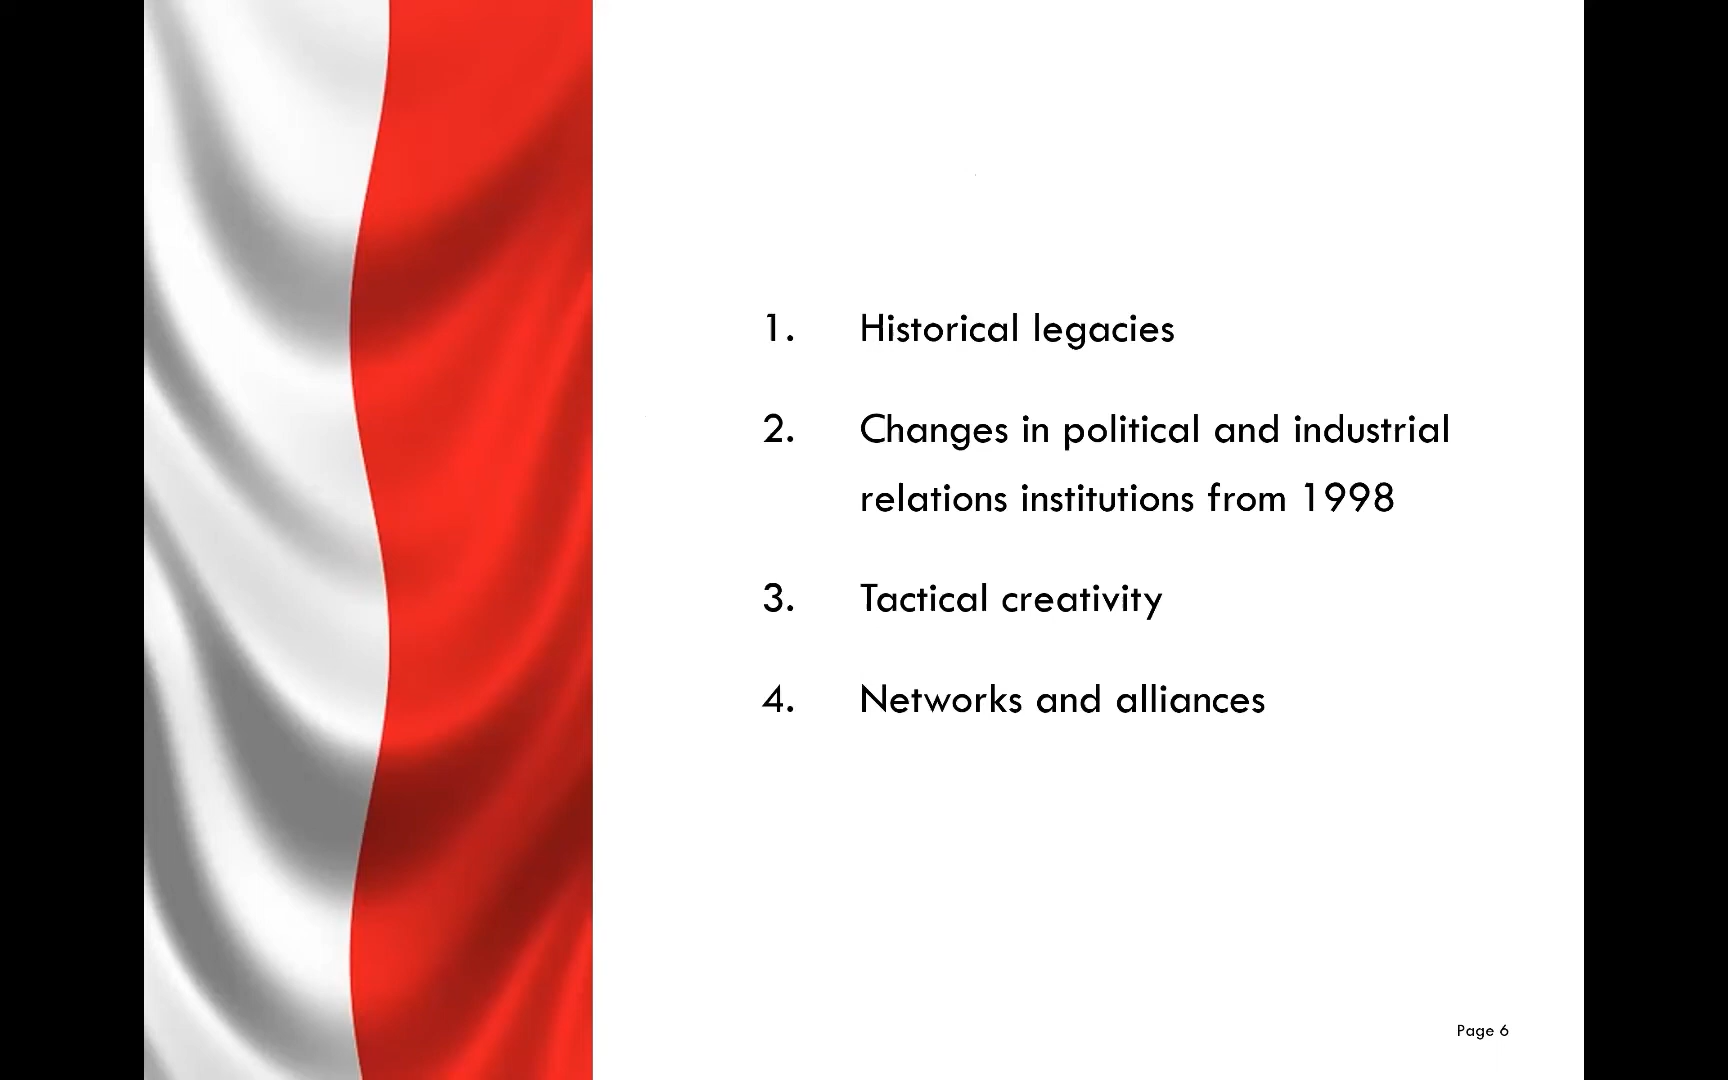 1. Historical legacies
2. Changes in political and industrial
relations institutions from 1998
3. Tactical creativity
4. Networks and alliances
Page 6